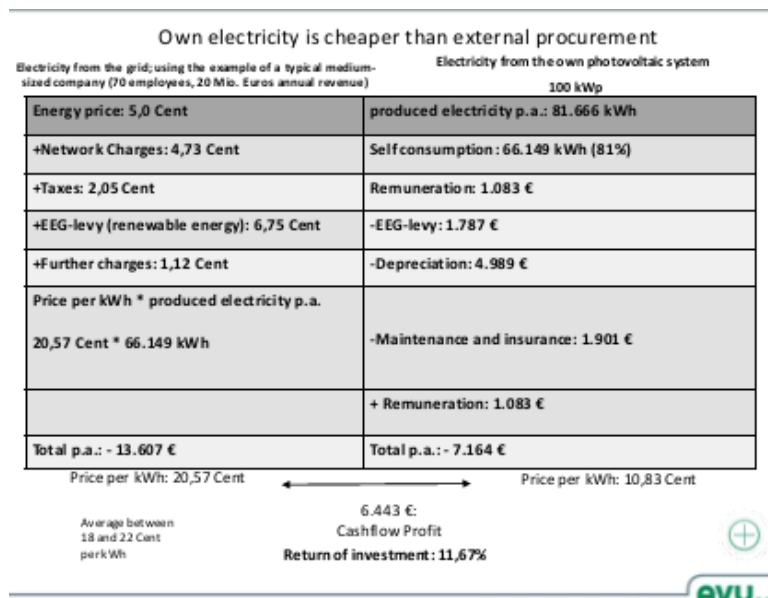 Own electricity is cheaper than external procurement
Electricity from the grid; using the example of a typical medium-
sized company (70 employees, 20 Mio. Euros annual revenue)
Electricity from the own photovoltaic system
100 kWp
Energy price: 5,0 Cent
produced electricity p.a.: 81.666 kWh
+Network Charges: 4,73 Cent
Self consumption: 66.149 kWh (81%)
+Taxes: 2,05 Cent
Remuneration: 1.083 €
+EEG-levy (renewable energy): 6,75 Cent
-EEG-levy: 1.787 €
+Further charges: 1,12 Cent
-Depreciation: 4.989 €
Price per kWh * produced electricity p.a.
20,57 Cent * 66.149 kWh
-Maintenance and insurance: 1.901 €
+ Remuneration: 1.083 €
Total p.a.: - 13.607 €
Total p.a.: - 7.164 €
Price per kWh: 20,57 Cent
Price per kWh: 10,83 Cent
Average between
18 and 22 Cent
per kWh
6.443 €:
Cashflow Profit
Return of investment: 11,67%